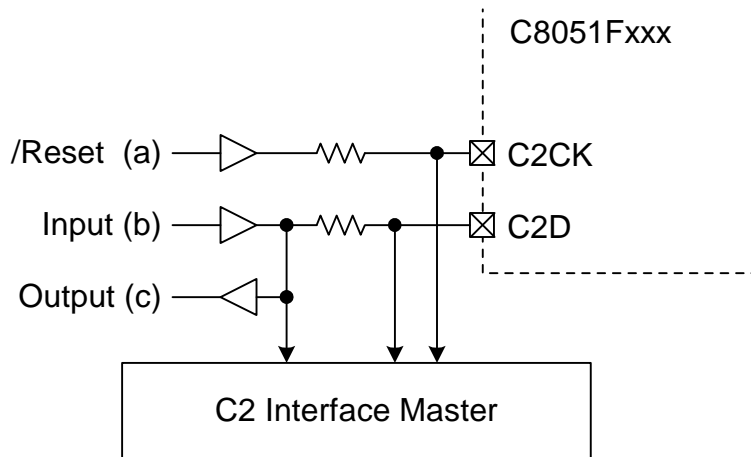 C8051Fxxx
/Reset (a)
C2CK
Input (b)
C2D
Output (c)
C2 Interface Master